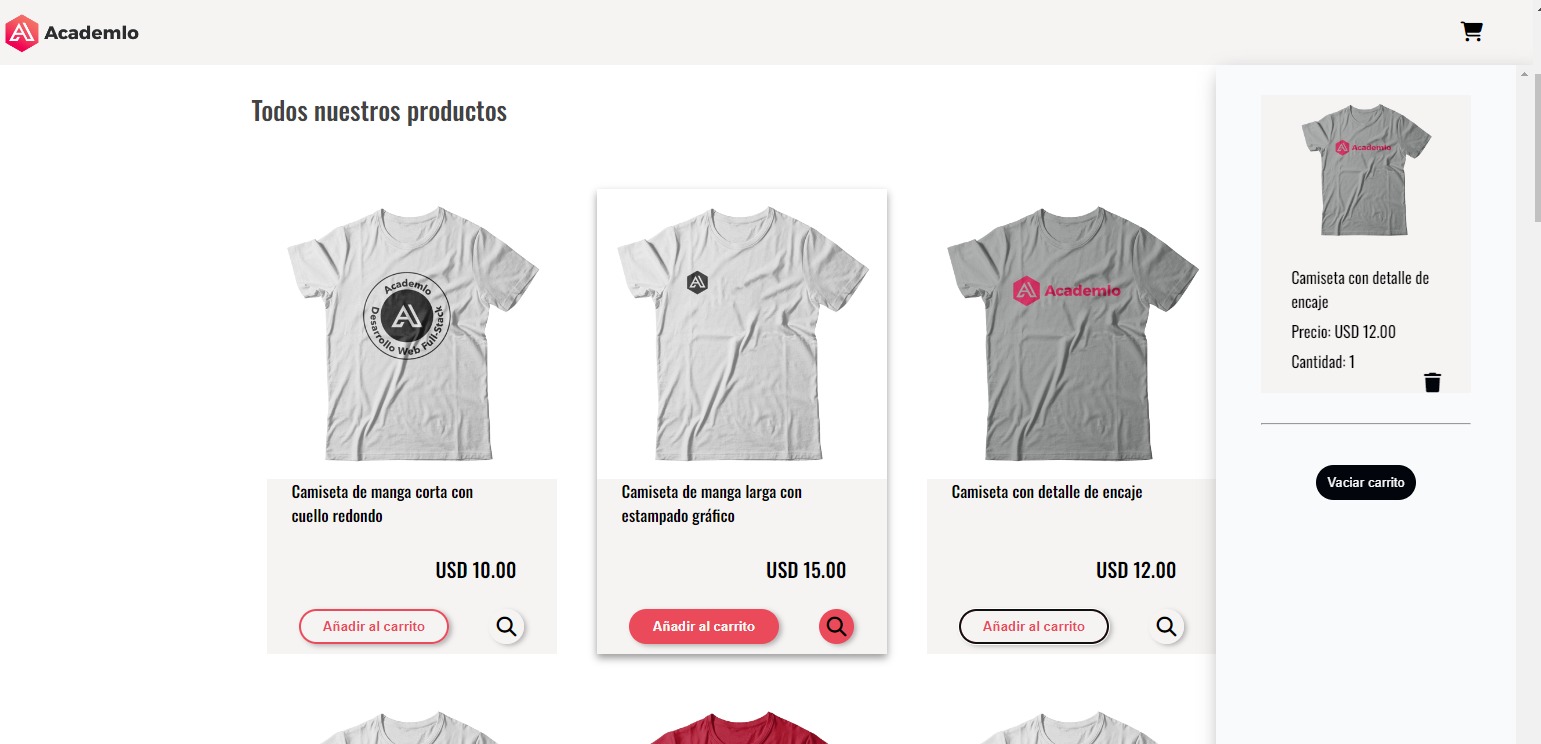 Academlo
Todos nuestros productos
Academlo
Desarrollo Web Full-Stack
Camiseta de manga corta con
cuello redondo
USD 10.00
Añadir al carrito
Camiseta de manga larga con
estampado gráfico
USD 15.00
Añadir al carrito
Academlo
Camiseta con detalle de encaje
USD 12.00
Añadir al carrito
Academlo
Camiseta con detalle de
encaje
Precio: USD 12.00
Cantidad: 1
Vaciar carrito